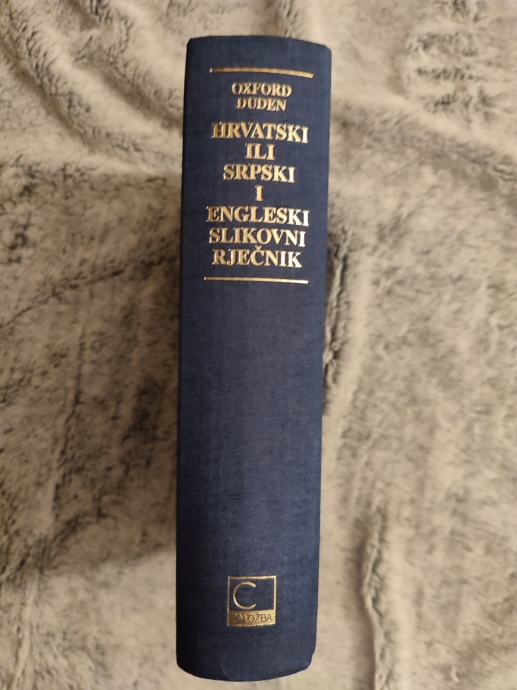 OXFORD
DUDEN
HRVATSKI
ILI
SRPSKI
I
ENGLESKI
SLIKOVNI
RJEČNIK
C
ZALOŽBA